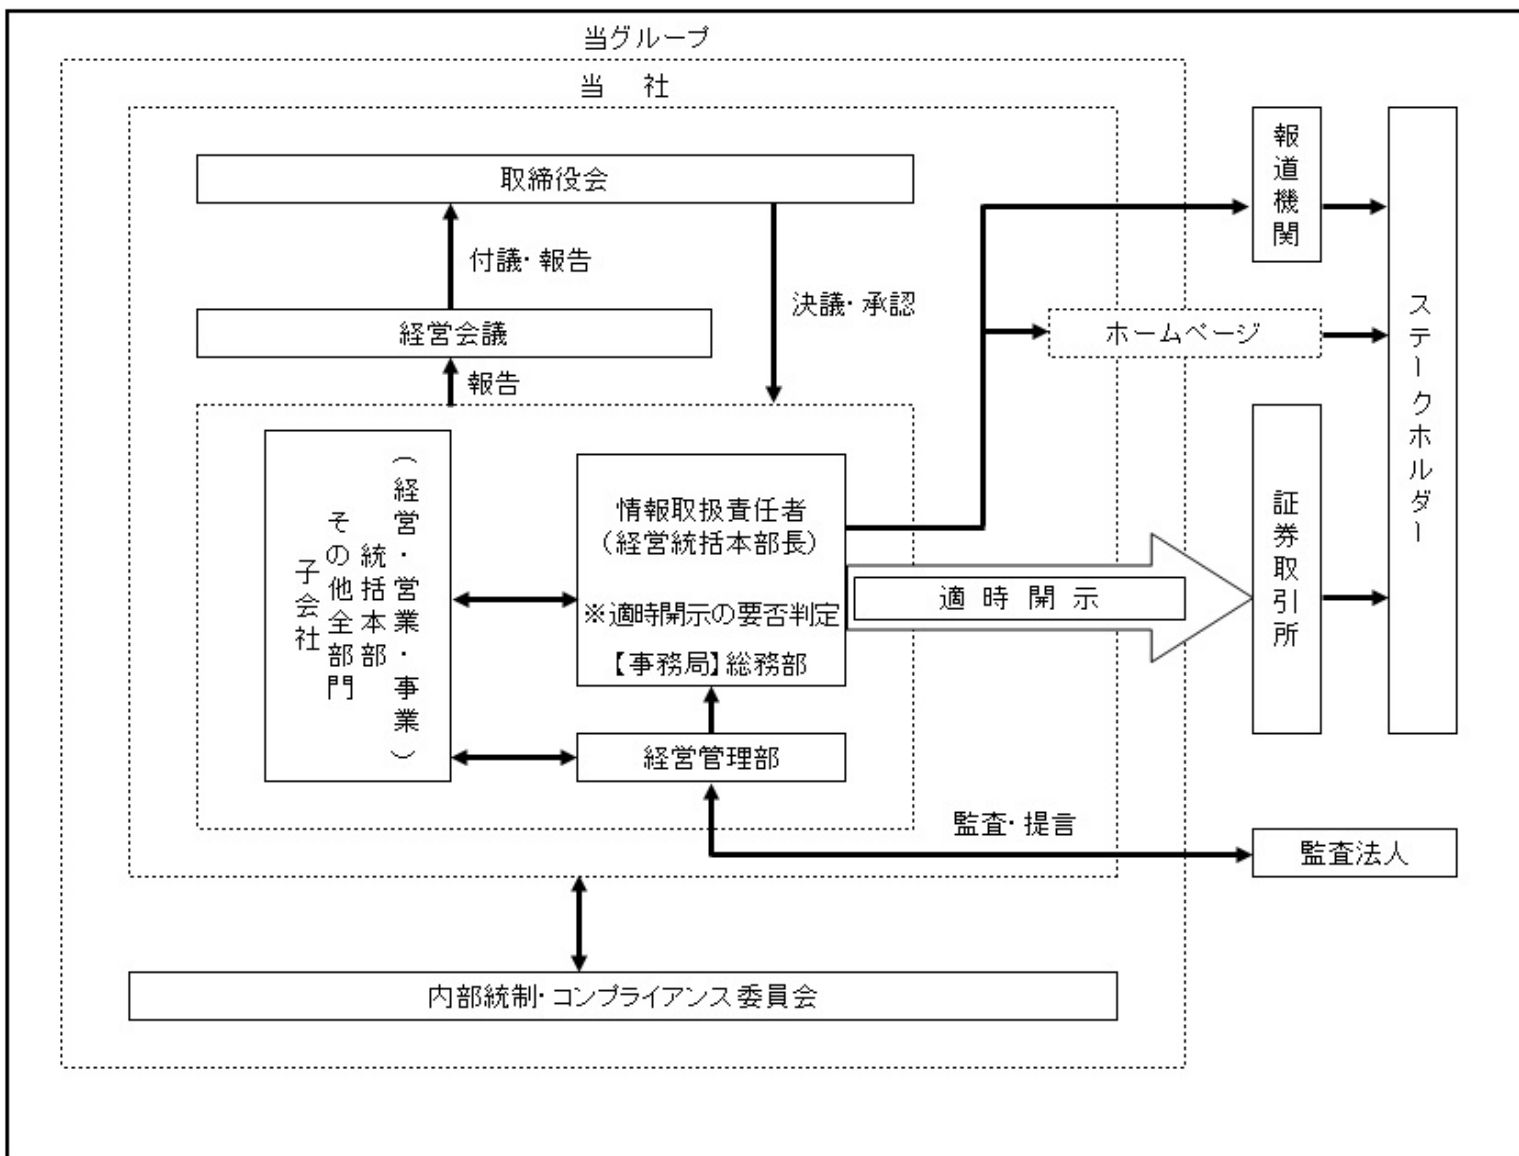 当グループ
当　社
取締役会
付議・報告
決議・承認
経営会議
報告
（経営・営業・事業）
統括本部
その他全部門
子会社
情報取扱責任者
（経営統括本部長）
※適時開示の要否判定
【事務局】総務部
経営管理部
適時開示
監査・提言
報道機関
ホームページ
証券取引所
ステークホルダー
監査法人
内部統制・コンプライアンス委員会